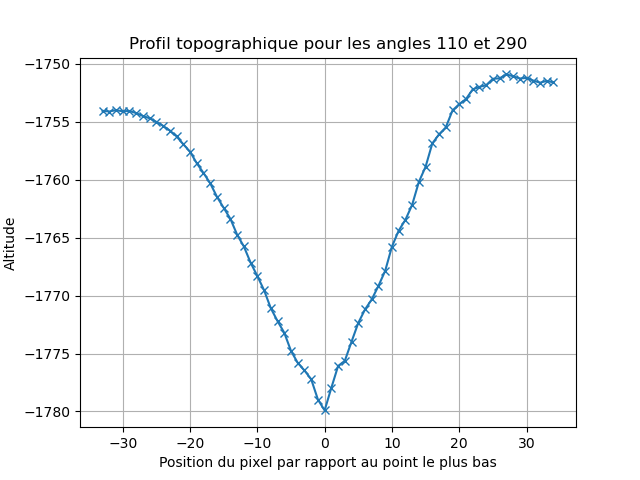 Profil topographique pour les angles 110 et 290
−1750
−1755
−1760
−1765
−1770
−1775
−1780
Altitude
−30 −20 −10 0 10 20 30
Position du pixel par rapport au point le plus bas